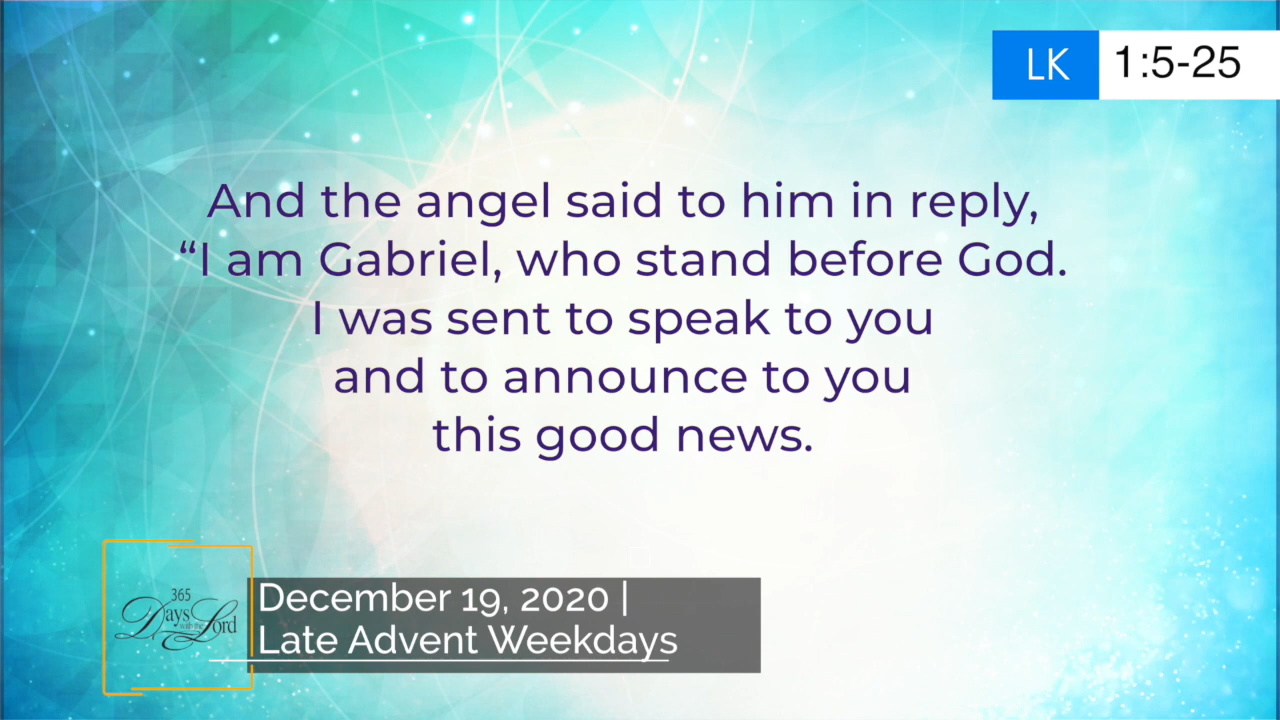 LK 1:5-25
And the angel said to him in reply,
“I am Gabriel, who stand before God.
I was sent to speak to you
and to announce to you
this good news.
365
Days with the Lord
December 19, 2020 |
Late Advent Weekdays